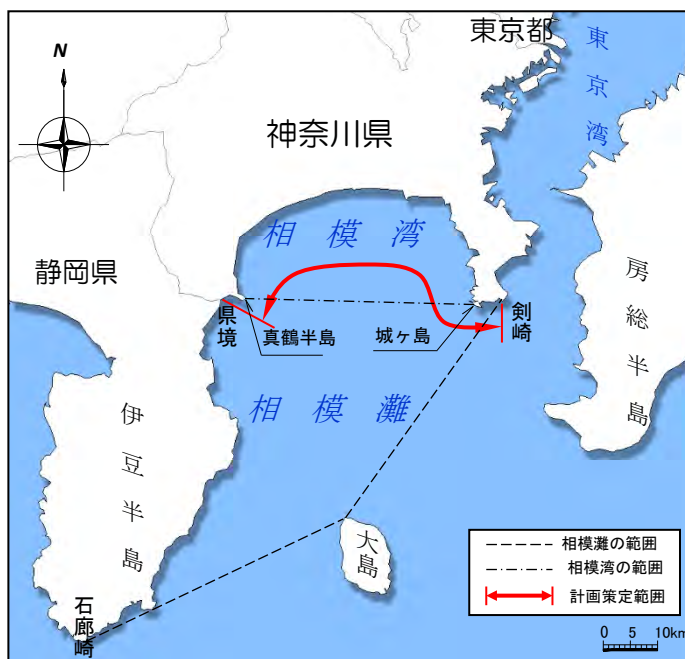 東京都
N
東京湾
神奈川県
相模湾
静岡県
房総半島
県境
真鶴半島
城ヶ島
剣崎
相模灘
伊豆半島
大島
石廊崎
相模灘の範囲
相模湾の範囲
計画策定範囲
0 5 10km